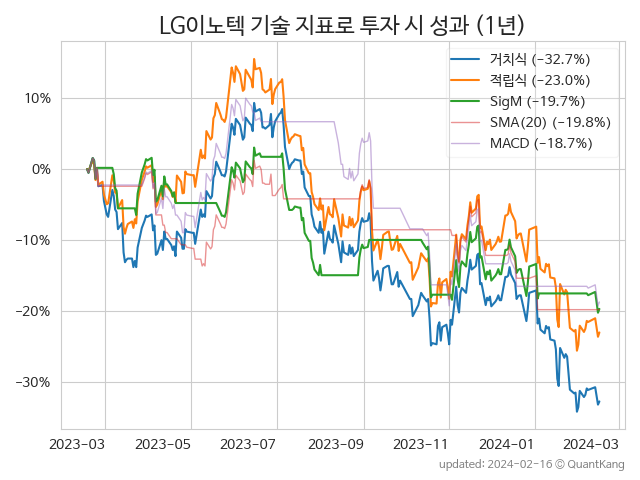 LG이노텍 기술 지표로 투자 시 성과 (1년)
거치식 (−32.7%)
적립식 (−23.0%)
SigM (−19.7%)
SMA(20) (−19.8%)
MACD (−18.7%)
10%
0%
−10%
−20%
−30%
2023-03 2023-05 2023-07 2023-09 2023-11 2024-01 2024-03
updated: 2024-02-16 © QuantKang